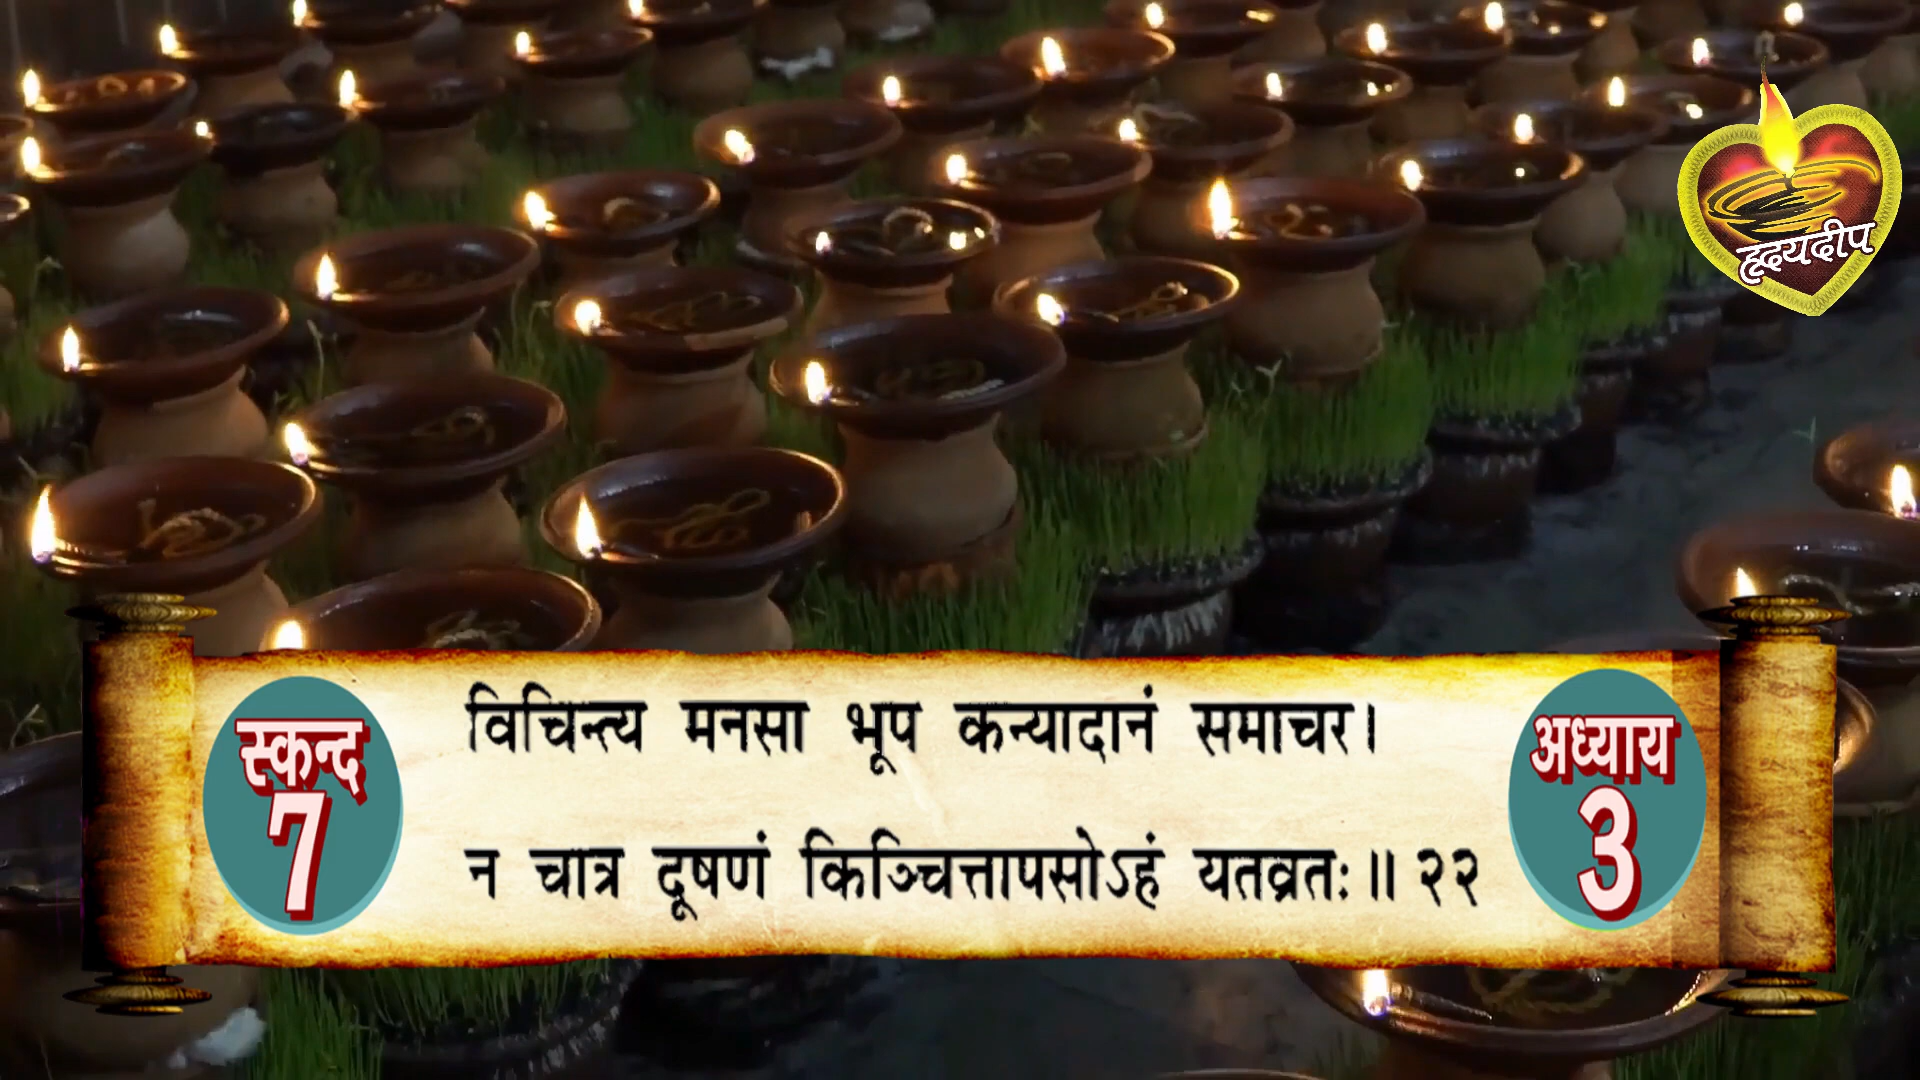 हृदयदीप
स्कन्द
7
विचिन्त्य मनसा भूप कन्यादानं समाचर।
न चात्र दूषणं किञ्चित्तापसोऽहं यतव्रतः॥ २२
अध्याय
3